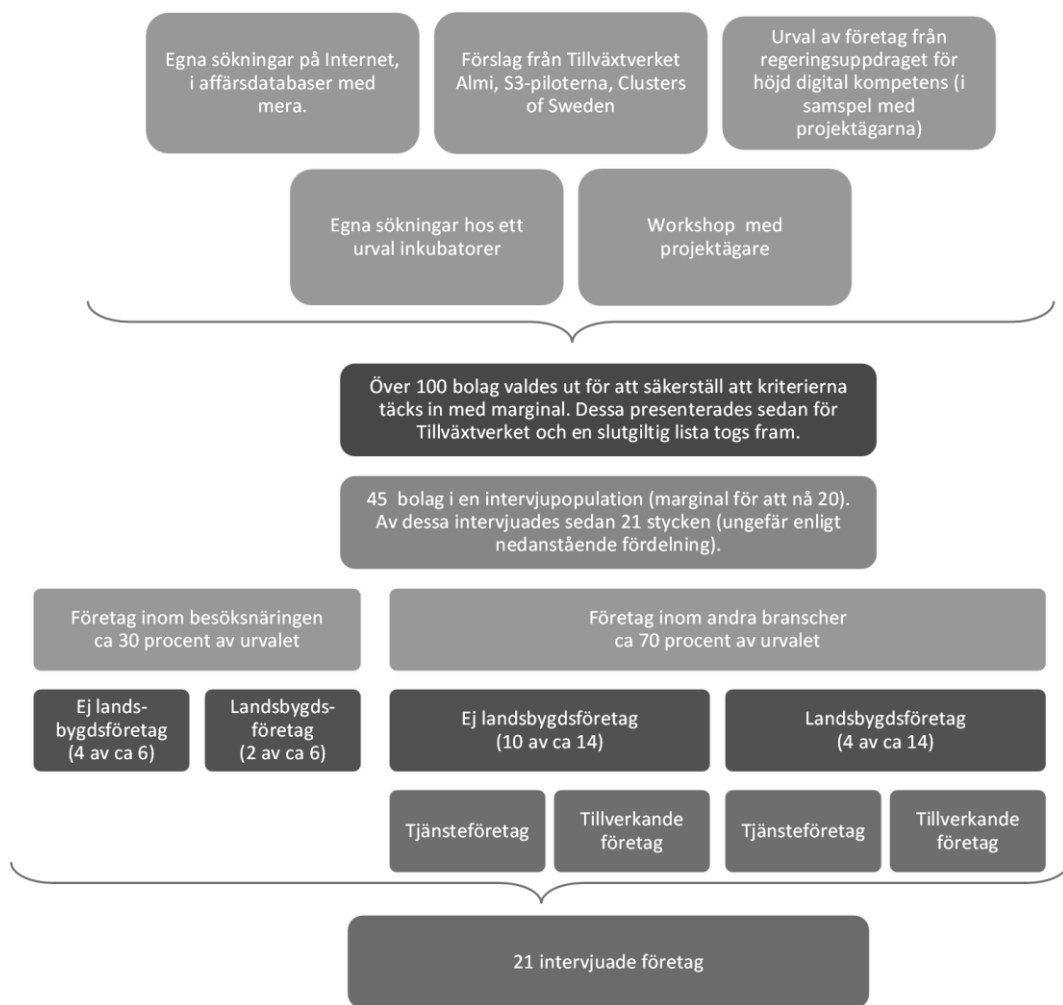 Egna sökningar på Internet,
i affärsdatabaser med
mera.
Förslag från Tillväxtverket
Almi, S3-piloterna, Clusters
of Sweden
Urval av företag från
regeringsuppdraget för
höjd digital kompetens (i
samspel med
projektägarna)
Egna sökningar hos ett
urval inkubatorer
Workshop med
projektägare
Över 100 bolag valdes ut för att säkerställ att kriterierna
täcks in med marginal. Dessa presenterades sedan för
Tillväxtverket och en slutgiltig lista togs fram.
45 bolag i en intervjupopulation (marginal för att nå 20).
Av dessa intervjuades sedan 21 stycken (ungefär enligt
nedanstående fördelning).
Företag inom besöksnäringen
ca 30 procent av urvalet
Företag inom andra branscher
ca 70 procent av urvalet
Ej lands-
bygdsföretag
(4 av ca 6)
Landsbygds-
företag
(2 av ca 6)
Ej landsbygdsföretag
(10 av ca 14)
Landsbygdsföretag
(4 av ca 14)
Tjänsteföretag
Tillverkande
företag
Tjänsteföretag
Tillverkande
företag
21 intervjuade företag